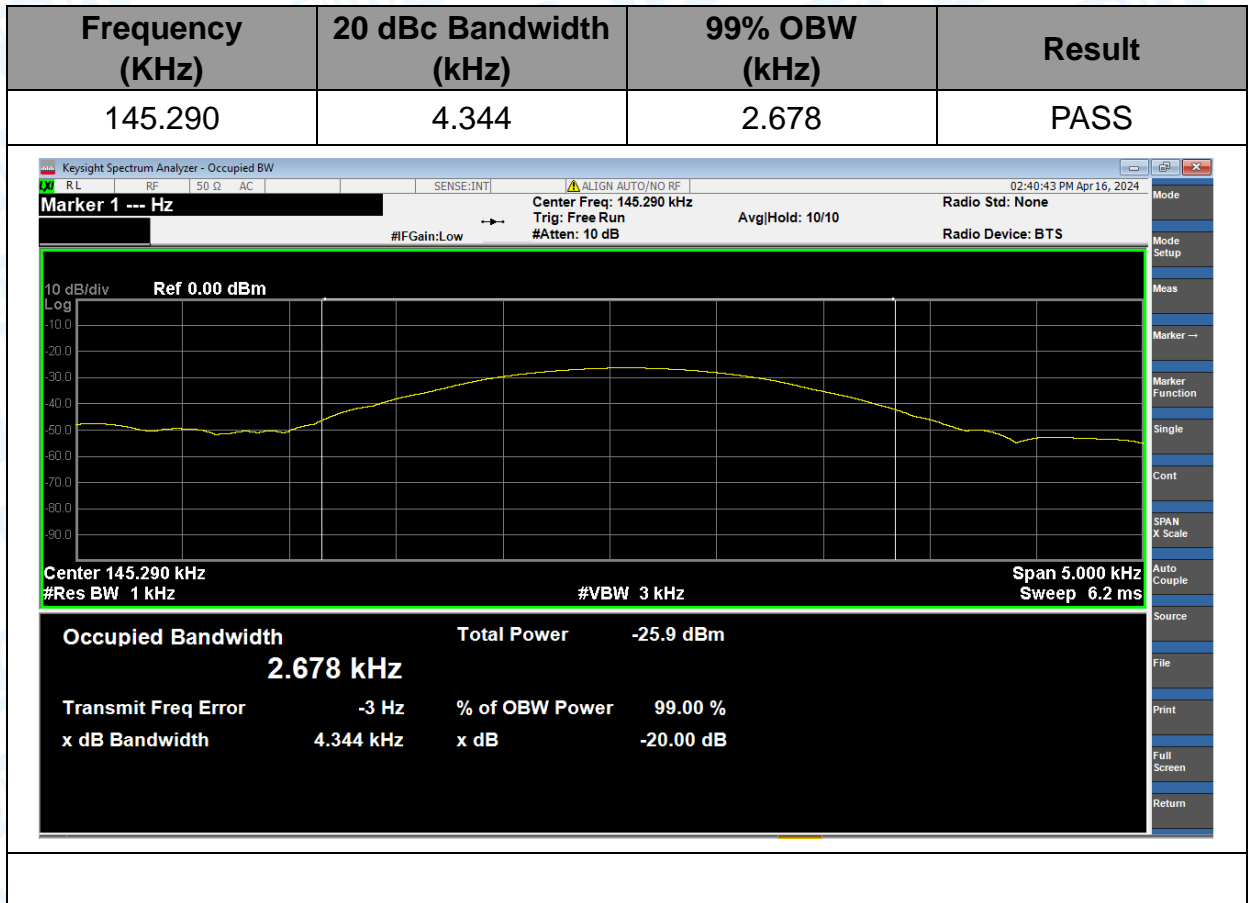 Frequency (KHz) 20 dBc Bandwidth (kHz) 99% OBW (kHz) Result
145.290 4.344 2.678 PASS
Keysight Spectrum Analyzer - Occupied BW
LXI RL RF 50 Ω AC SENSE:INT ALIGN AUTO/NO RF 02:40:43 PM Apr 16, 2024
Marker 1 --- Hz Center Freq: 145.290 kHz Radio Std: None
Trig: Free Run Avg|Hold: 10/10
#IFGain:Low #Atten: 10 dB Radio Device: BTS
10 dB/div Ref 0.00 dBm
Log
-10.0
-20.0
-30.0
-40.0
-50.0
-60.0
-70.0
-80.0
-90.0
Center 145.290 kHz Span 5.000 kHz
#Res BW 1 kHz #VBW 3 kHz Sweep 6.2 ms
Occupied Bandwidth Total Power -25.9 dBm
2.678 kHz
Transmit Freq Error -3 Hz % of OBW Power 99.00 %
x dB Bandwidth 4.344 kHz x dB -20.00 dB
Mode
Mode
Setup
Meas
Marker→
Marker
Function
Single
Cont
SPAN
X Scale
Auto
Couple
Source
File
Print
Full
Screen
Return